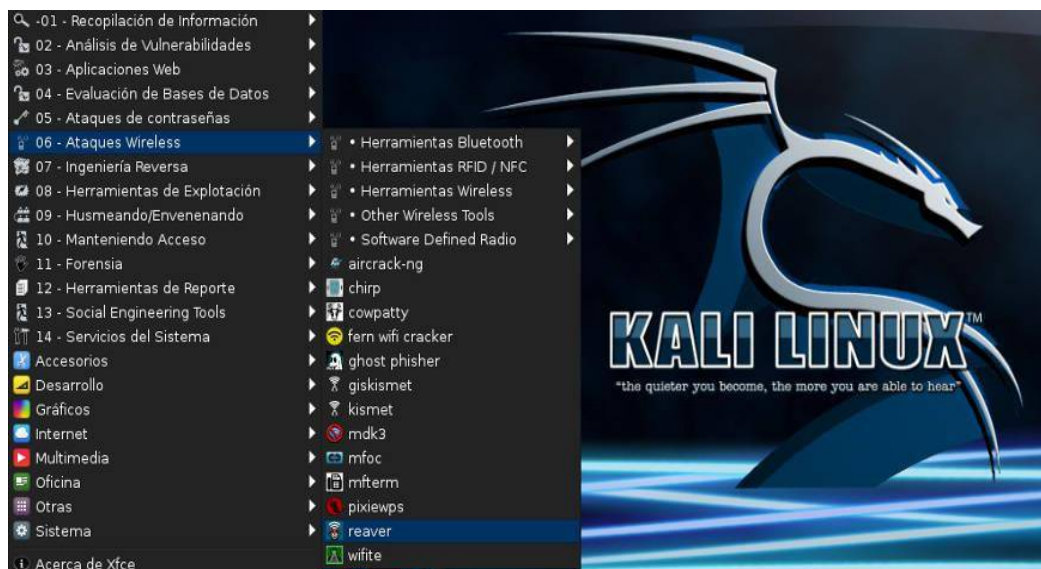 -01 - Recopilación de Información
02 - Análisis de Vulnerabilidades
03 - Aplicaciones Web
04 - Evaluación de Bases de Datos
05 - Ataques de contraseñas
06 - Ataques Wireless
07 - Ingeniería Reversa
08 - Herramientas de Explotación
09 - Husmeando/Envenenando
10 - Manteniendo Acceso
11 - Forensia
12 - Herramientas de Reporte
13 - Social Engineering Tools
14 - Servicios del Sistema
Accesorios
Desarrollo
Gráficos
Internet
Multimedia
Oficina
Otras
Sistema
Acerca de Xfce
• Herramientas Bluetooth
• Herramientas RFID / NFC
• Herramientas Wireless
• Other Wireless Tools
• Software Defined Radio
aircrack-ng
chirp
cowpatty
fern wifi cracker
ghost phisher
giskismet
kismet
mdk3
mfoc
mfterm
pixiewps
reaver
wifite
KALI LINUX™
"the quieter you become, the more you are able to hear"